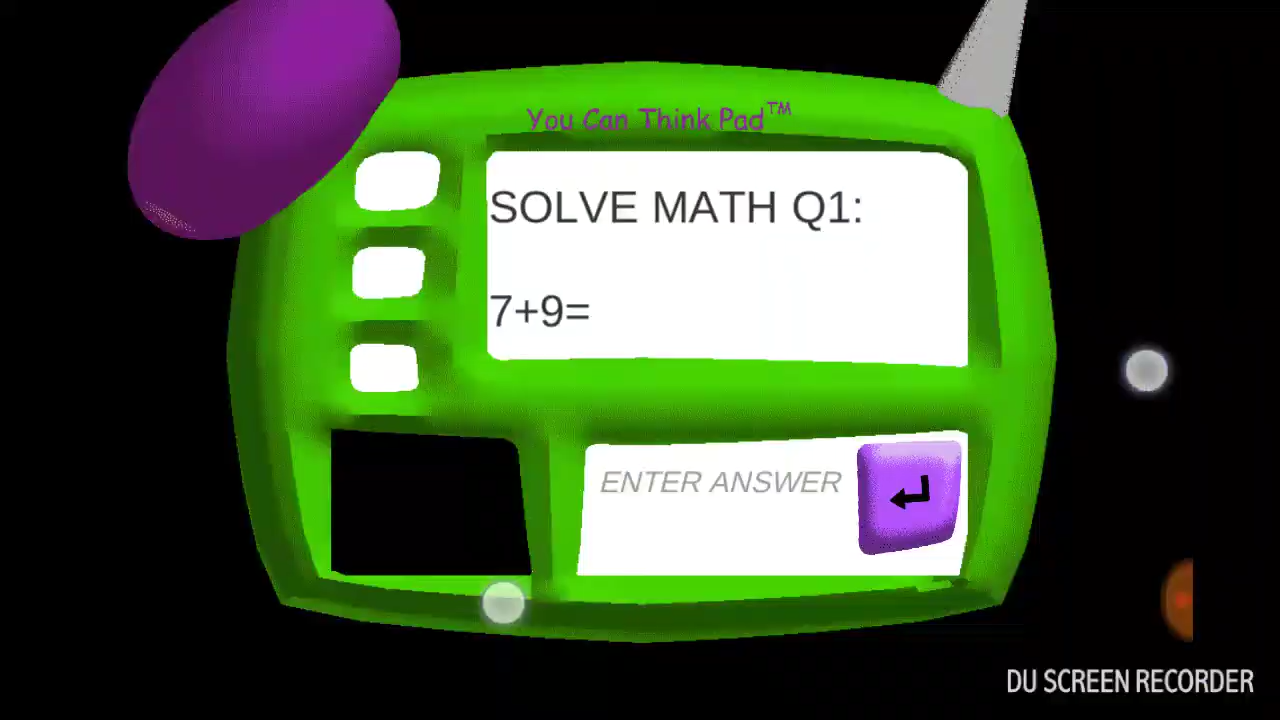 You Can Think Pad™
SOLVE MATH Q1:
7+9=
ENTER ANSWER
DU SCREEN RECORDER